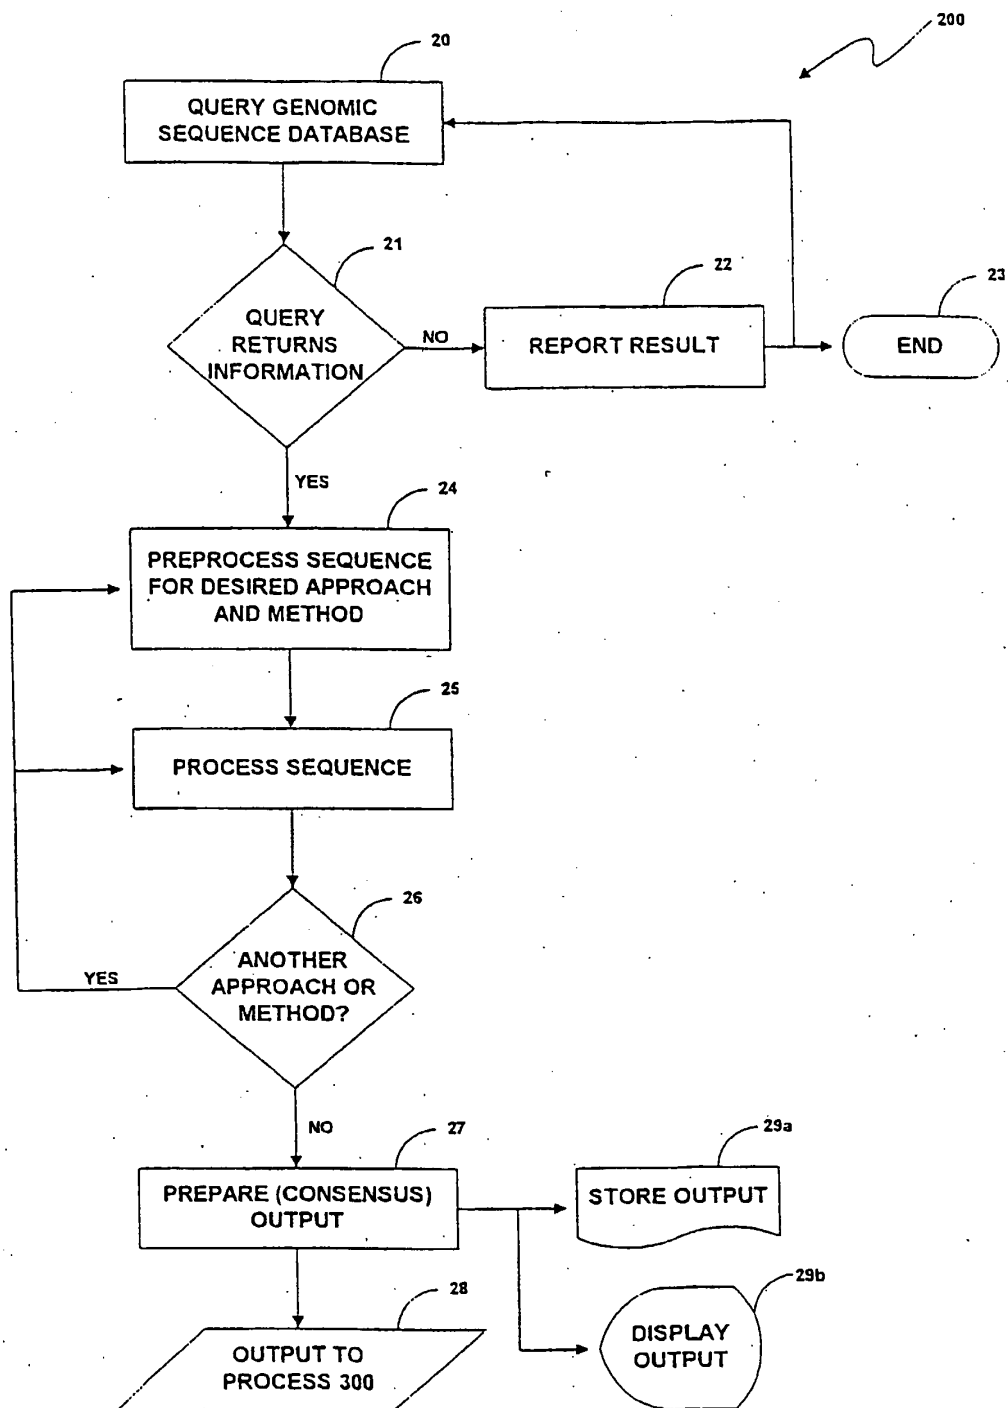 200
20
QUERY GENOMIC
SEQUENCE DATABASE
21
QUERY
RETURNS
INFORMATION
NO
22
REPORT RESULT
23
END
YES
24
PREPROCESS SEQUENCE
FOR DESIRED APPROACH
AND METHOD
25
PROCESS SEQUENCE
26
ANOTHER
APPROACH OR
METHOD?
YES
NO
27
PREPARE (CONSENSUS)
OUTPUT
29a
STORE OUTPUT
28
OUTPUT TO
PROCESS 300
29b
DISPLAY
OUTPUT